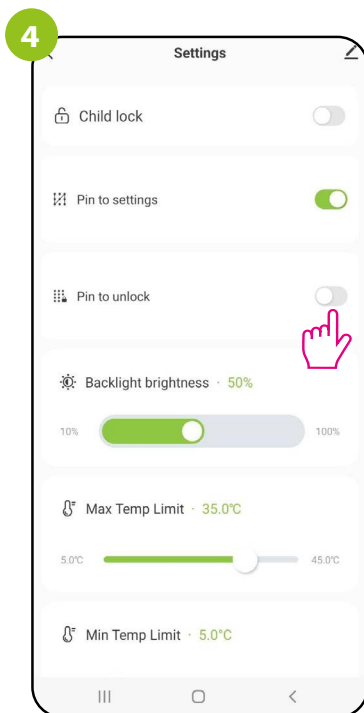 4
Settings
Child lock
Pin to settings
Pin to unlock
Backlight brightness · 50%
10% 100%
Max Temp Limit · 35.0℃
5.0℃ 45.0℃
Min Temp Limit · 5.0°C